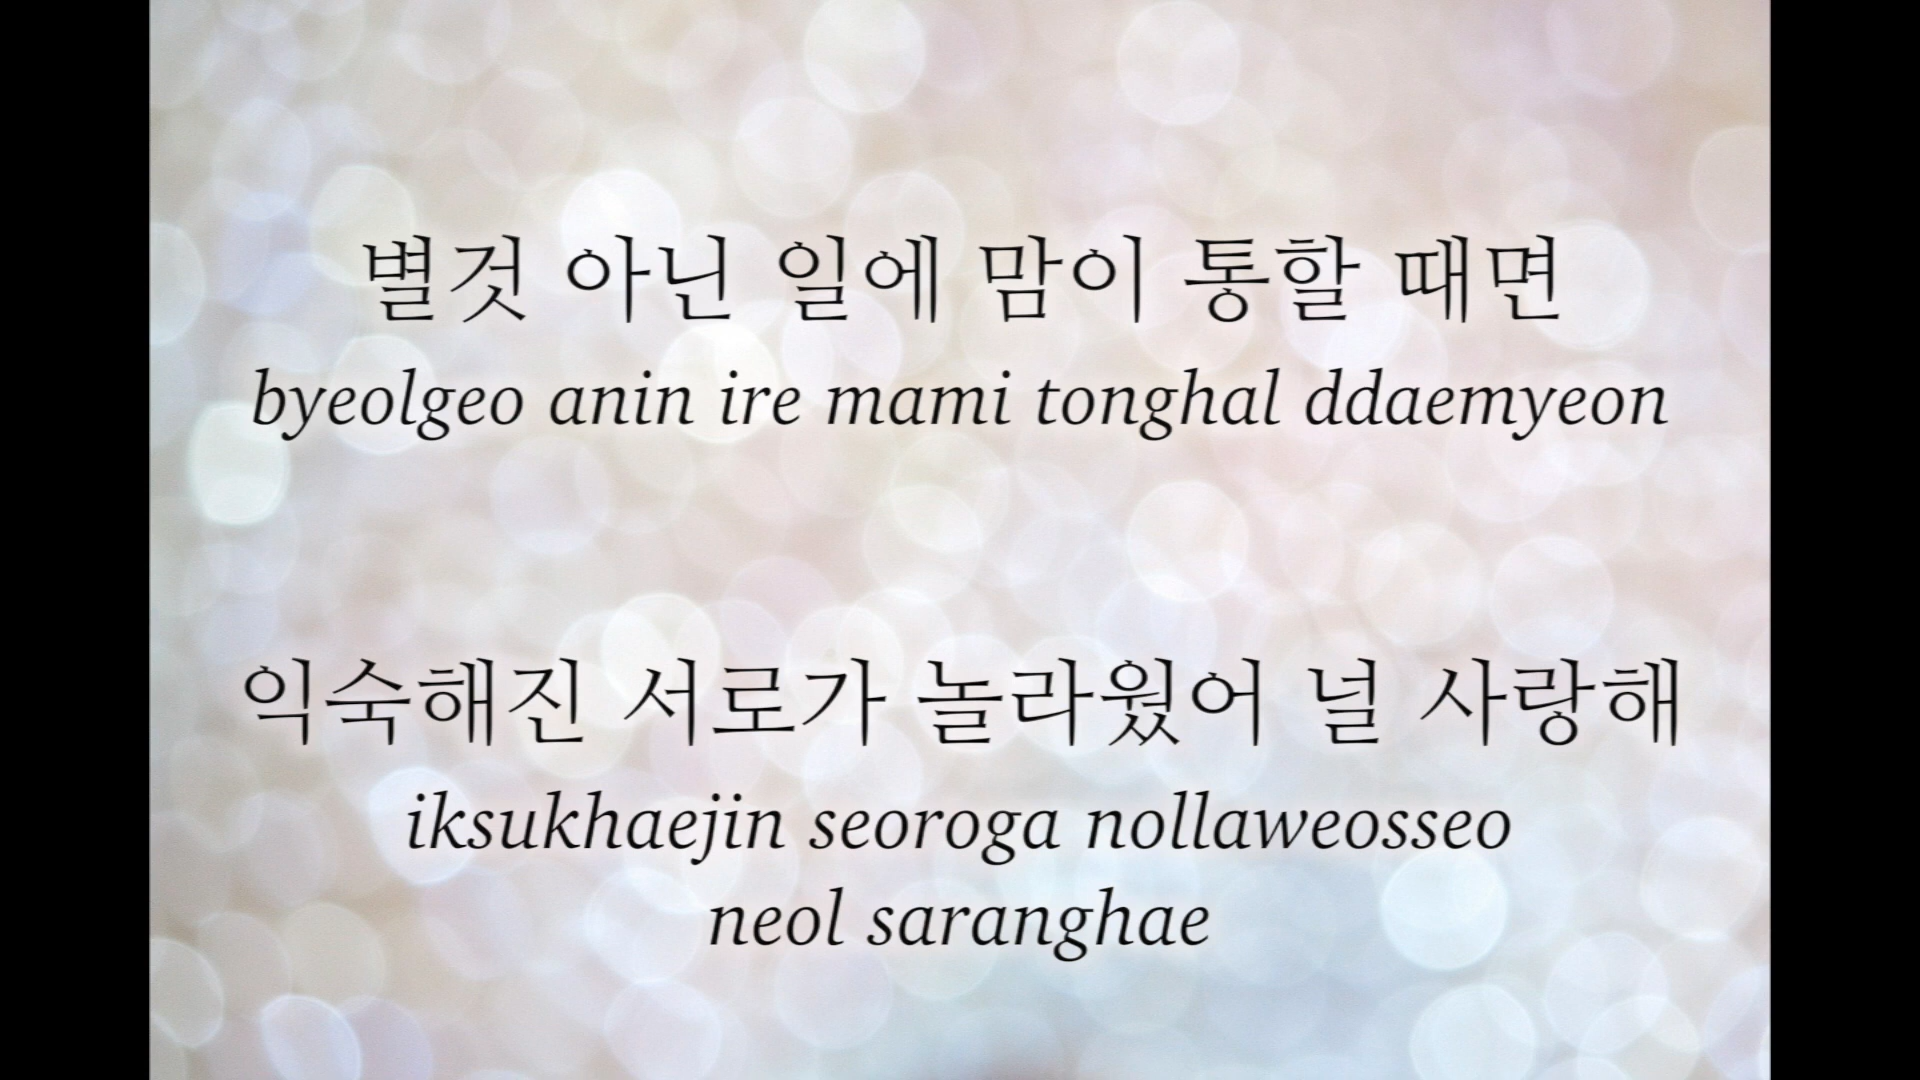 별것 아닌 일에 맘이 통할 때면
byeolgeo anin ire mami tonghal ddaemyeon
익숙해진 서로가 놀라웠어 널 사랑해
iksukhaejin seoroga nollaweosseo
neol saranghae